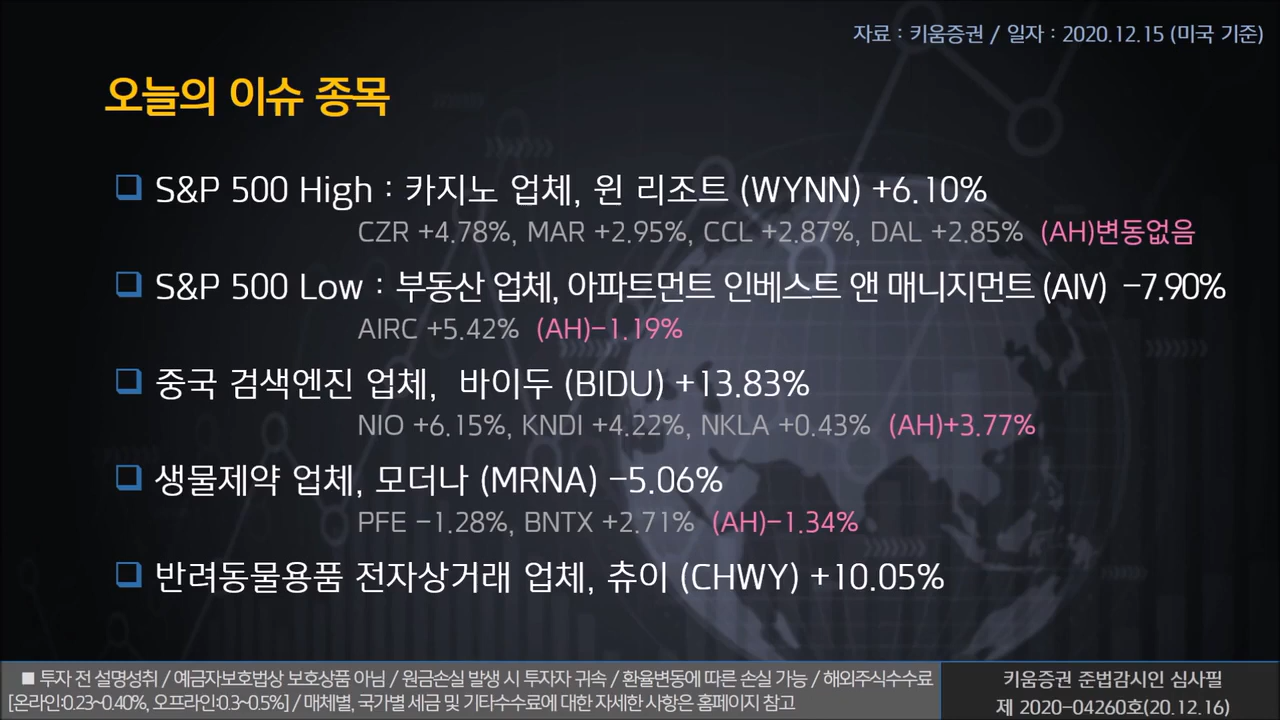 자료 : 키움증권 / 일자 : 2020.12.15 (미국 기준)
오늘의 이슈 종목
❑ S&P 500 High : 카지노 업체, 윈 리조트 (WYNN) +6.10%
CZR +4.78%, MAR +2.95%, CCL +2.87%, DAL +2.85% (AH)변동없음
❑ S&P 500 Low : 부동산 업체, 아파트먼트 인베스트 앤 매니지먼트 (AIV) -7.90%
AIRC +5.42% (AH)-1.19%
❑ 중국 검색엔진 업체, 바이두 (BIDU) +13.83%
NIO +6.15%, KNDI +4.22%, NKLA +0.43% (AH)+3.77%
❑ 생물제약 업체, 모더나 (MRNA) -5.06%
PFE -1.28%, BNTX +2.71% (AH)-1.34%
❑ 반려동물용품 전자상거래 업체, 츄이 (CHWY) +10.05%
■ 투자 전 설명성취 / 예금자보호법상 보호상품 아님 / 원금손실 발생 시 투자자 귀속 / 환율변동에 따른 손실 가능 / 해외주식수수료
[온라인:0.23~0.40%, 오프라인:0.3~0.5%] / 매체별, 국가별 세금 및 기타수수료에 대한 자세한 사항은 홈페이지 참고
키움증권 준법감시인 심사필
제 2020-04260호(20.12.16)